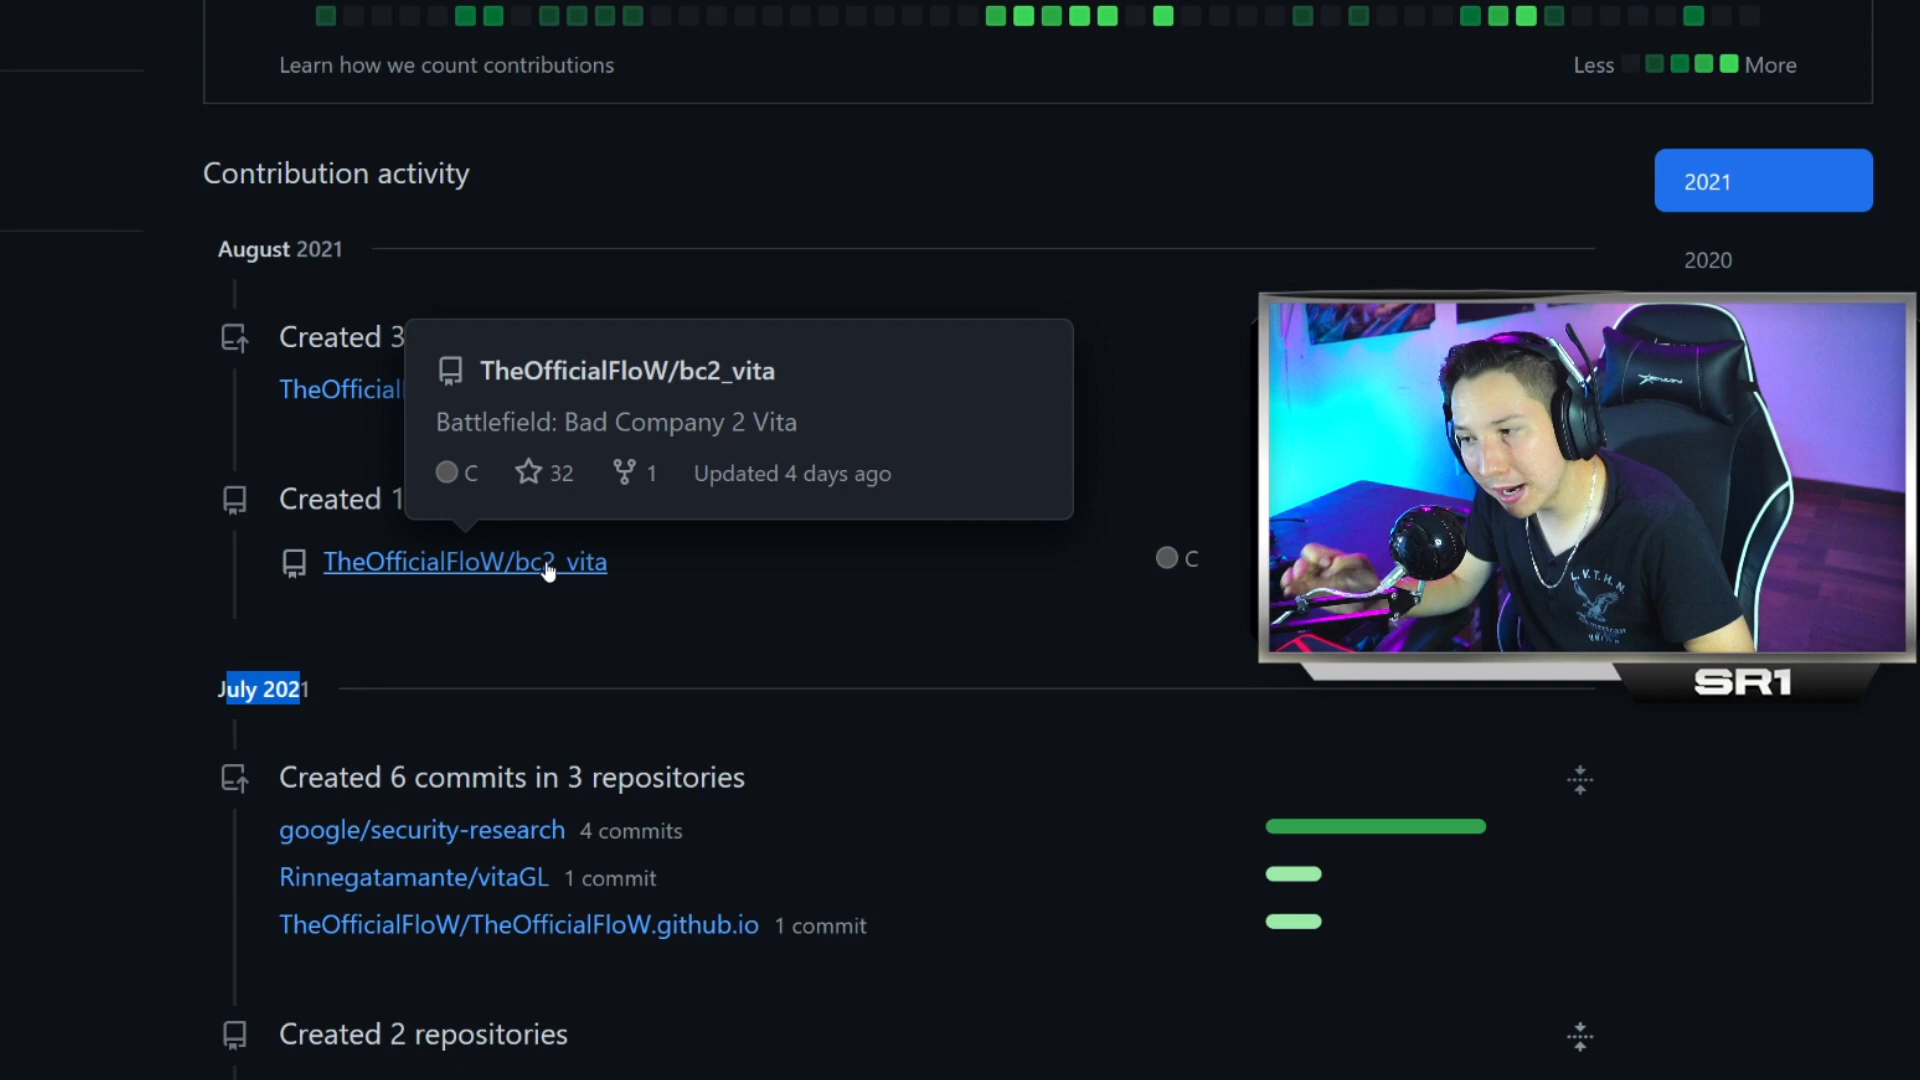 Learn how we count contributions
Less More
Contribution activity
2021
2020
August 2021
Created 3
TheOfficial
TheOfficialFloW/bc2_vita
Battlefield: Bad Company 2 Vita
C 32 1 Updated 4 days ago
Created 1
TheOfficialFloW/bc2_vita
C
L.V.T.H.N.
SR1
July 2021
Created 6 commits in 3 repositories
google/security-research 4 commits
Rinnegatamante/vitaGL 1 commit
TheOfficialFloW/TheOfficialFloW.github.io 1 commit
Created 2 repositories